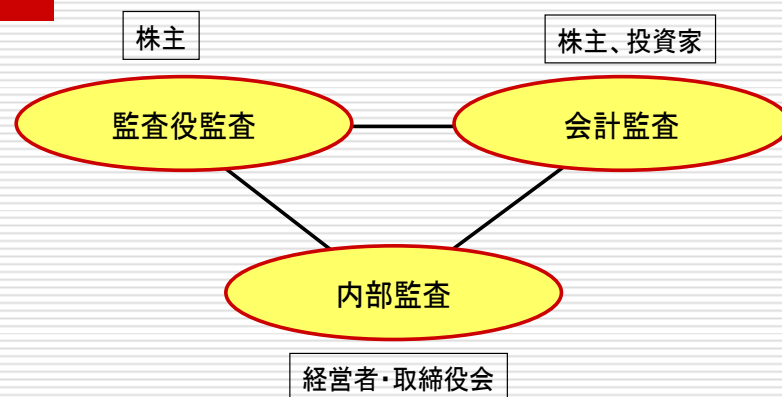 株主
株主、投資家
監査役監査
会計監査
内部監査
経営者・取締役会